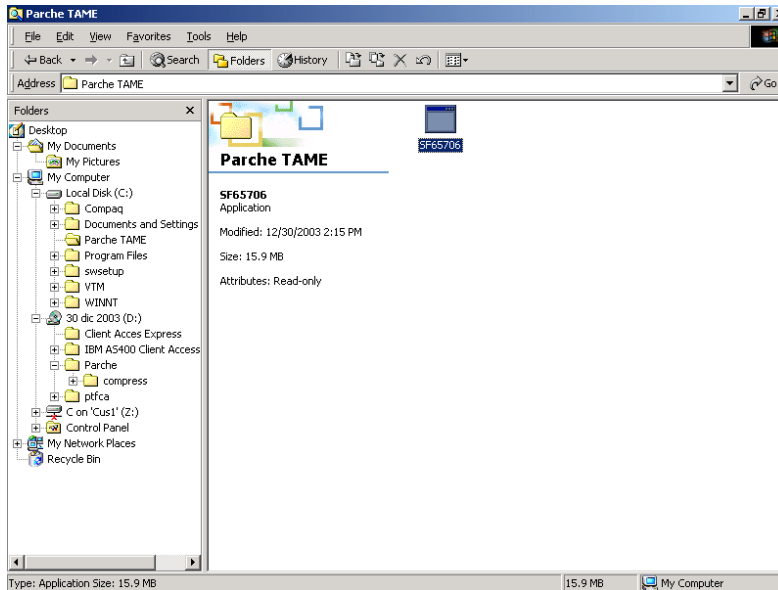 Parche TAME
File Edit View Favorites Tools Help
Back Search Folders History
Address Parche TAME Go
Folders
Desktop
My Documents
My Pictures
My Computer
Local Disk (C:)
Compaq
Documents and Settings
Parche TAME
Program Files
swsetup
VTM
WINNT
30 dic 2003 (D:)
Client Acces Express
IBM AS400 Client Access
Parche
compress
ptfca
C on 'Cus1' (Z:)
Control Panel
My Network Places
Recycle Bin
Parche TAME
SF65706
Application
Modified: 12/30/2003 2:15 PM
Size: 15.9 MB
Attributes: Read-only
SF65706
Type: Application Size: 15.9 MB 15.9 MB My Computer